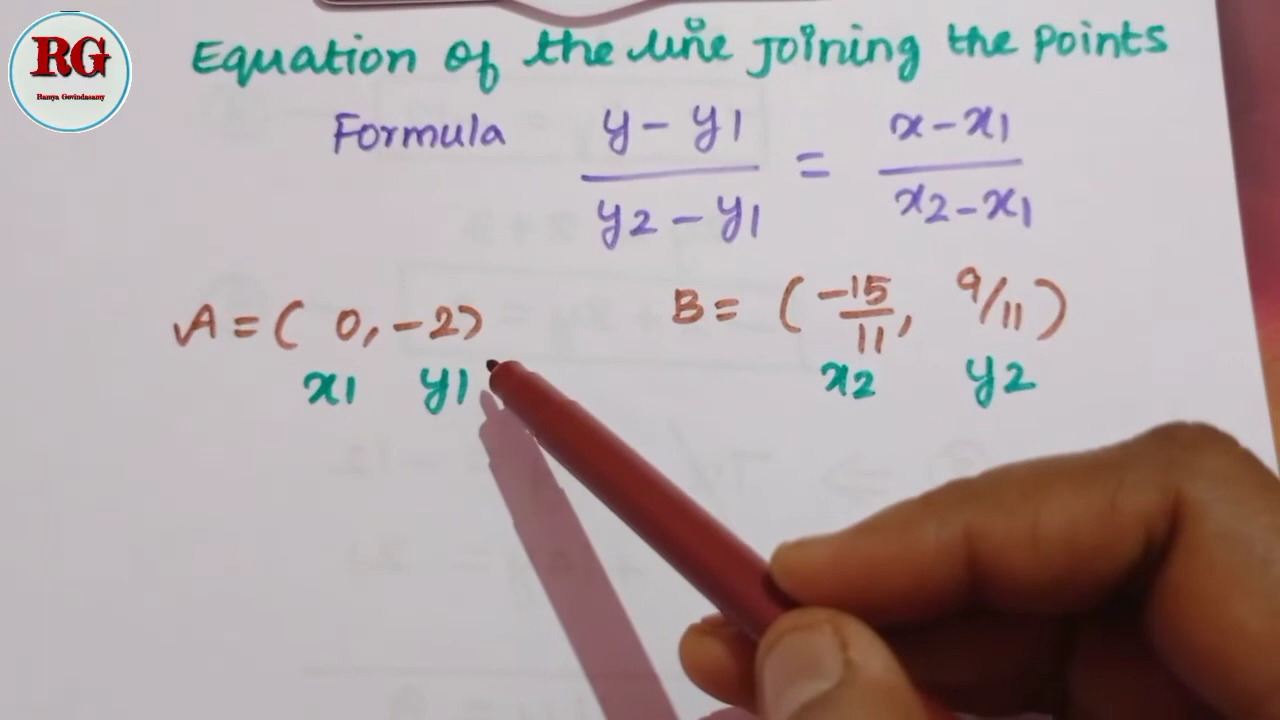 RG
Ramya Govindasamy
Equation of the line joining the points
Formula y - y1 / y2 - y1 = x - x1 / x2 - x1
A = ( 0, -2) B = ( -15/11, 9/11 )
x1 y1 x2 y2